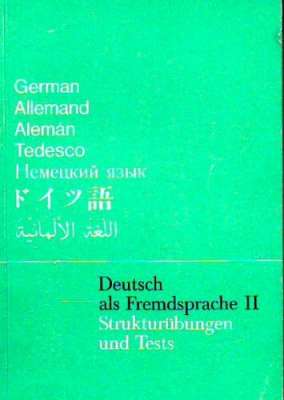 German
Allemand
Alemán
Tedesco
Немецкий язык
ドイツ語
اللغة الألمانية
Deutsch
als Fremdsprache II
Strukturübungen
und Tests